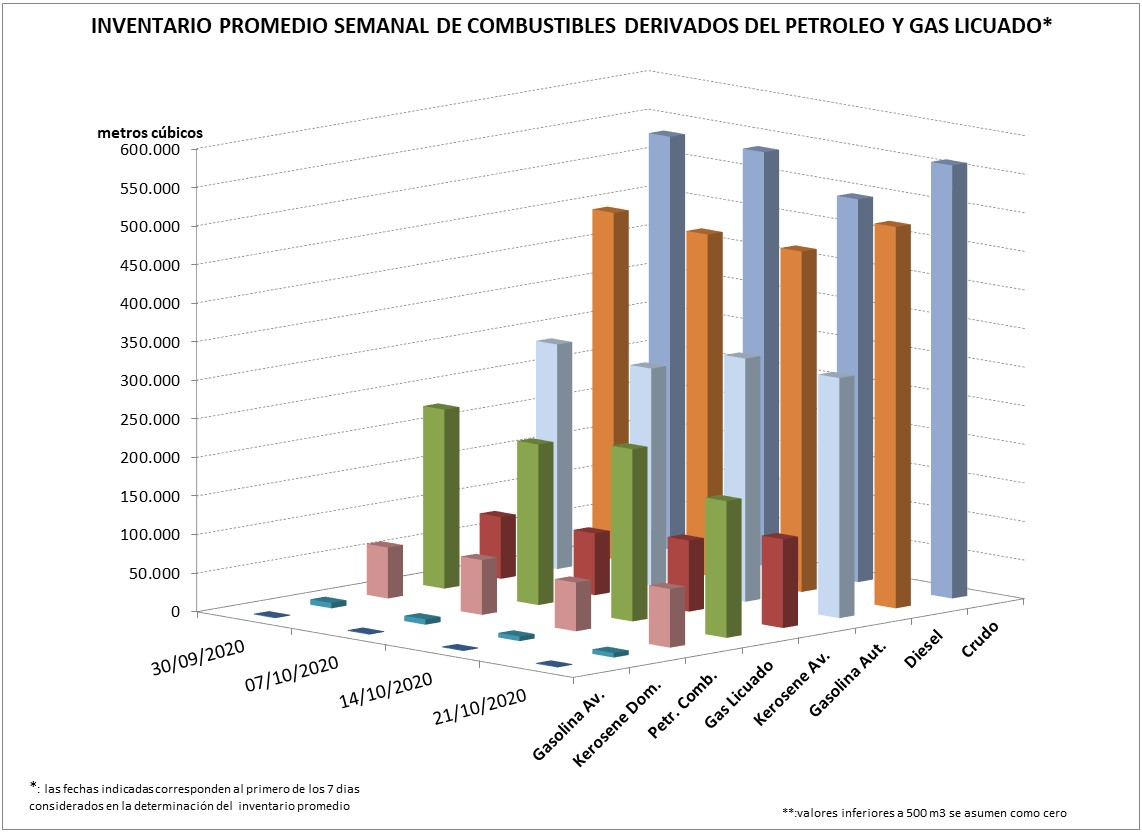 INVENTARIO PROMEDIO SEMANAL DE COMBUSTIBLES DERIVADOS DEL PETROLEO Y GAS LICUADO*
metros cúbicos
600.000
550.000
500.000
450.000
400.000
350.000
300.000
250.000
200.000
150.000
100.000
50.000
0
30/09/2020
07/10/2020
14/10/2020
21/10/2020
Gasolina Av.
Kerosene Dom.
Petr. Comb.
Gas Licuado
Kerosene Av.
Gasolina Aut.
Diesel
Crudo
*: las fechas indicadas corresponden al primero de los 7 dias
considerados en la determinación del inventario promedio
**:valores inferiores a 500 m3 se asumen como cero